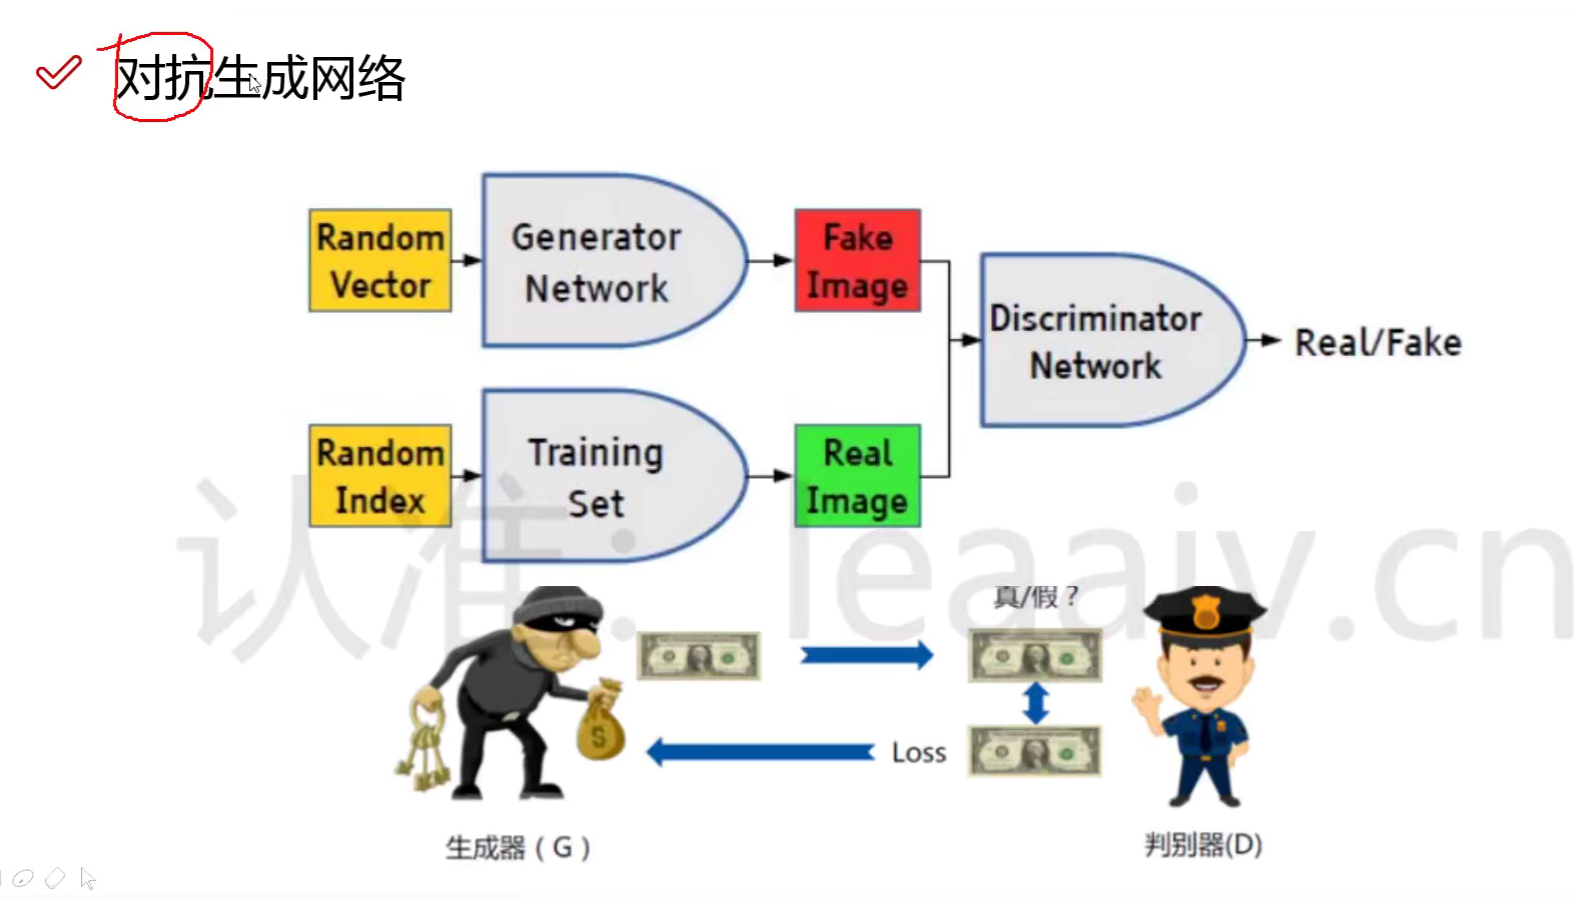 对抗生成网络
Random
Vector
Generator
Network
Fake
Image
Discriminator
Network
Real/Fake
Random
Index
Training
Set
Real
Image
认准：leaaiv.cn
真/假？
$
Loss
生成器（G）
判别器(D)